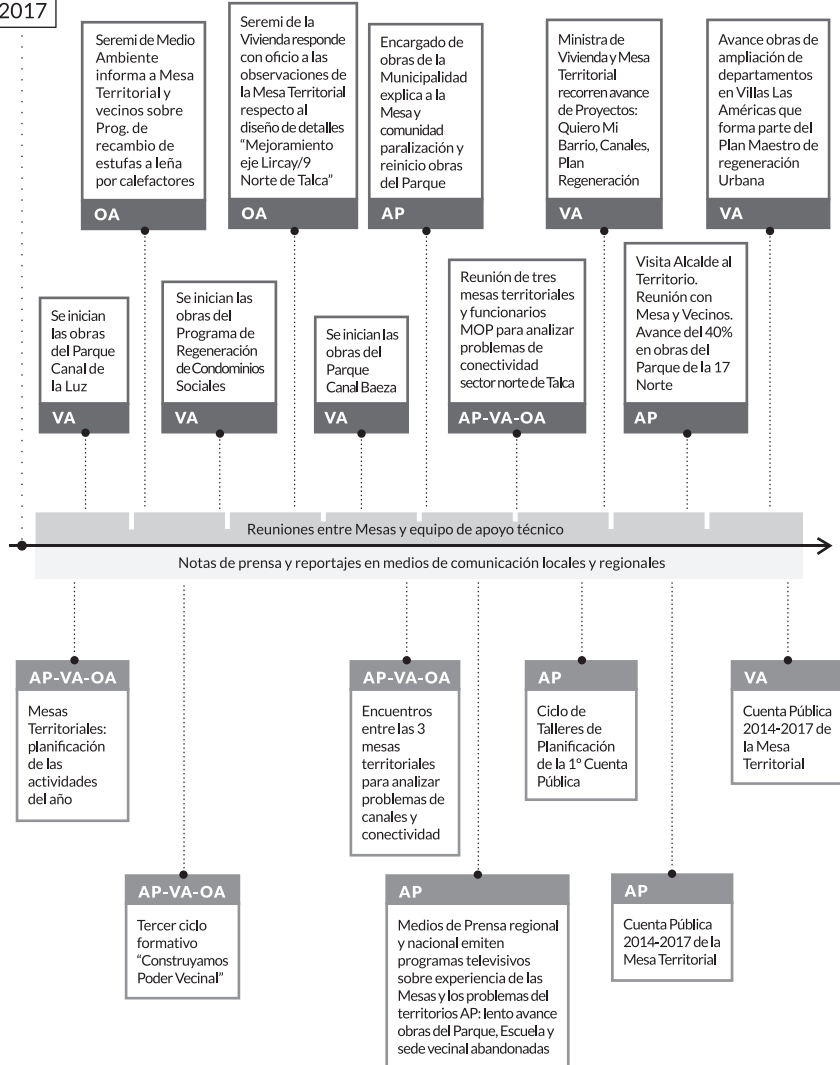 2017
Seremi de Medio
Ambiente
informa a Mesa
Territorial y
vecinos sobre
Prog. de
recambio de
estufas a leña
por calefactores
OA
Seremi de la
Vivienda responde
con oficio a las
observaciones de
la Mesa Territorial
respecto al
diseño de detalles
“Mejoramiento
eje Lircay/9
Norte de Talca”
OA
Encargado de
obras de la
Municipalidad
explica a la
Mesa y
comunidad
paralización y
reinicio obras
del Parque
AP
Ministra de
Vivienda y Mesa
Territorial
recorren avance
de Proyectos:
Quiero Mi
Barrio, Canales,
Plan
Regeneración
VA
Avance obras de
ampliación de
departamentos
en Villas Las
Américas que
forma parte del
Plan Maestro de
regeneración
Urbana
VA
Se inician
las obras
del Parque
Canal de
la Luz
VA
Se inician las
obras del
Programa de
Regeneración
de Condominios
Sociales
VA
Se inician las
obras del
Parque
Canal Baeza
VA
Reunión de tres
mesas territoriales
y funcionarios
MOP para analizar
problemas de
conectividad
sector norte de Talca
AP-VA-OA
Visita Alcalde al
Territorio.
Reunión con
Mesa y Vecinos.
Avance del 40%
en obras del
Parque de la 17
Norte
AP
Reuniones entre Mesas y equipo de apoyo técnico
Notas de prensa y reportajes en medios de comunicación locales y regionales
AP-VA-OA
Mesas
Territoriales:
planificación
de las
actividades
del año
AP-VA-OA
Encuentros
entre las 3
mesas
territoriales
para analizar
problemas de
canales y
conectividad
AP
Ciclo de
Talleres de
Planificación
de la 1º Cuenta
Pública
VA
Cuenta Pública
2014-2017 de
la Mesa
Territorial
AP-VA-OA
Tercer ciclo
formativo
“Construyamos
Poder Vecinal”
AP
Medios de Prensa regional
y nacional emiten
programas televisivos
sobre experiencia de las
Mesas y los problemas del
territorios AP: lento avance
obras del Parque, Escuela y
sede vecinal abandonadas
AP
Cuenta Pública
2014-2017 de la
Mesa Territorial